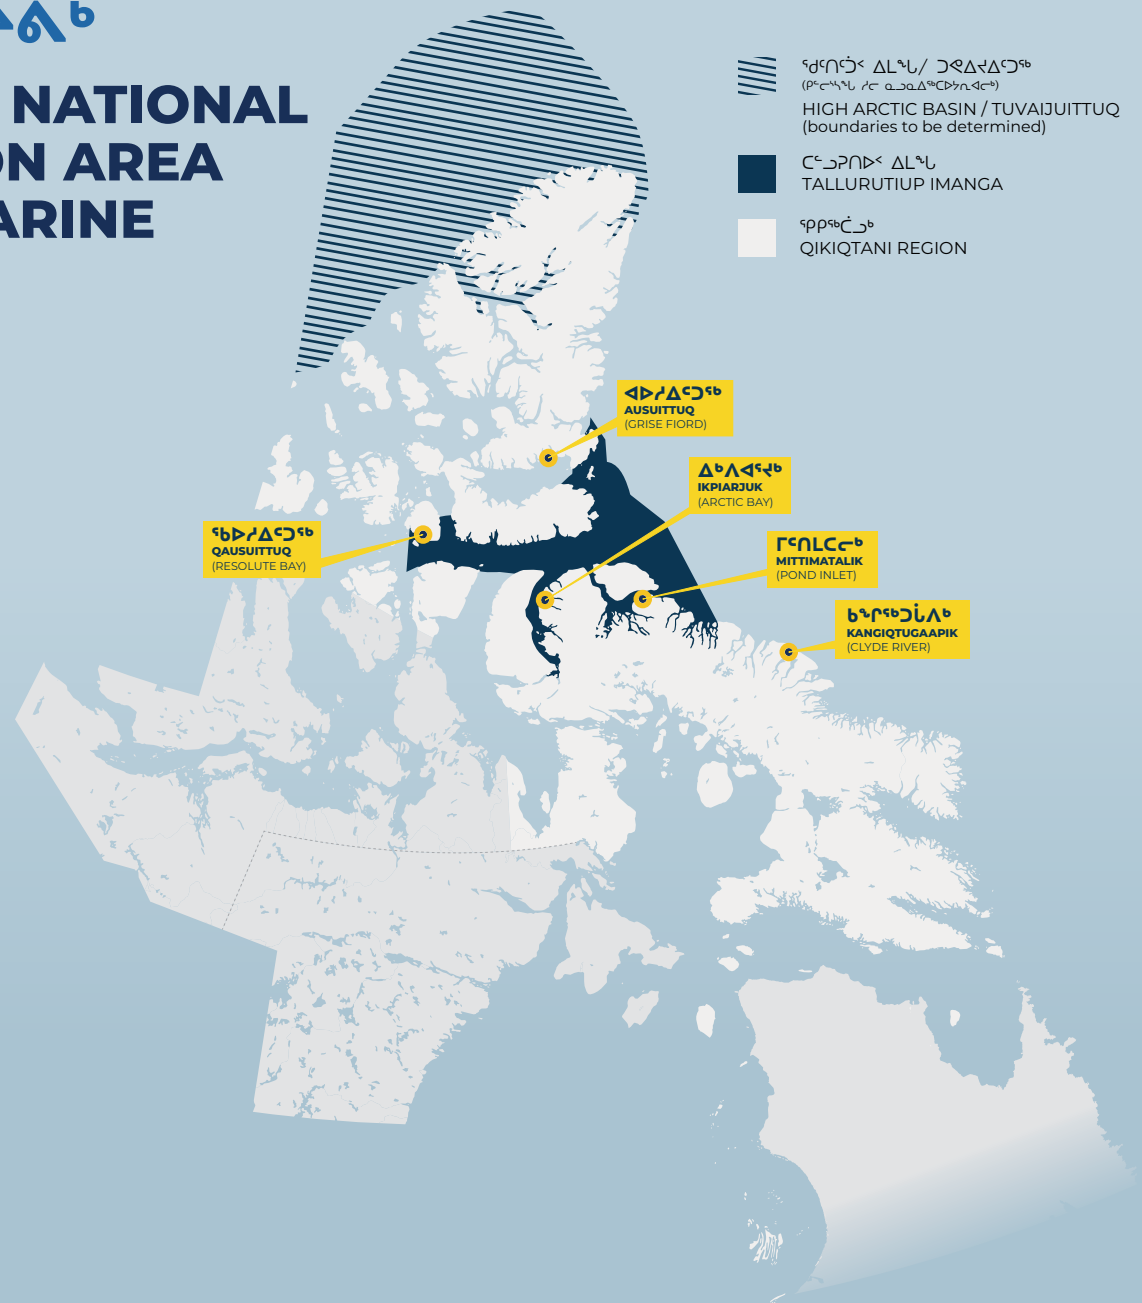 NATIONAL
ON AREA
ARINE
ᖁᑦᑎᒃᑑᑉ ᐃᒪᖓ/ ᑐᕙᐃᔪᐃᑦᑐᖅ
HIGH ARCTIC BASIN / TUVAIJUITTUQ
(boundaries to be determined)
ᑕᓪᓗᕈᑎᐅᑉ ᐃᒪᖓ
TALLURUTIUP IMANGA
ᕿᑭᖅᑖᓗᒃ
QIKIQTANI REGION
ᐊᐅᓱᐃᑦᑐᖅ
AUSUITTUQ
(GRISE FIORD)
ᐃᒃᐱᐊᕐᔪᒃ
IKPIARJUK
(ARCTIC BAY)
ᖃᐅᓱᐃᑦᑐᖅ
QAUSUITTUQ
(RESOLUTE BAY)
ᒥᑦᑎᒪᑕᓕᒃ
MITTIMATALIK
(POND INLET)
ᑲᖏᖅᑐᒑᐱᒃ
KANGIQTUGAAPIK
(CLYDE RIVER)